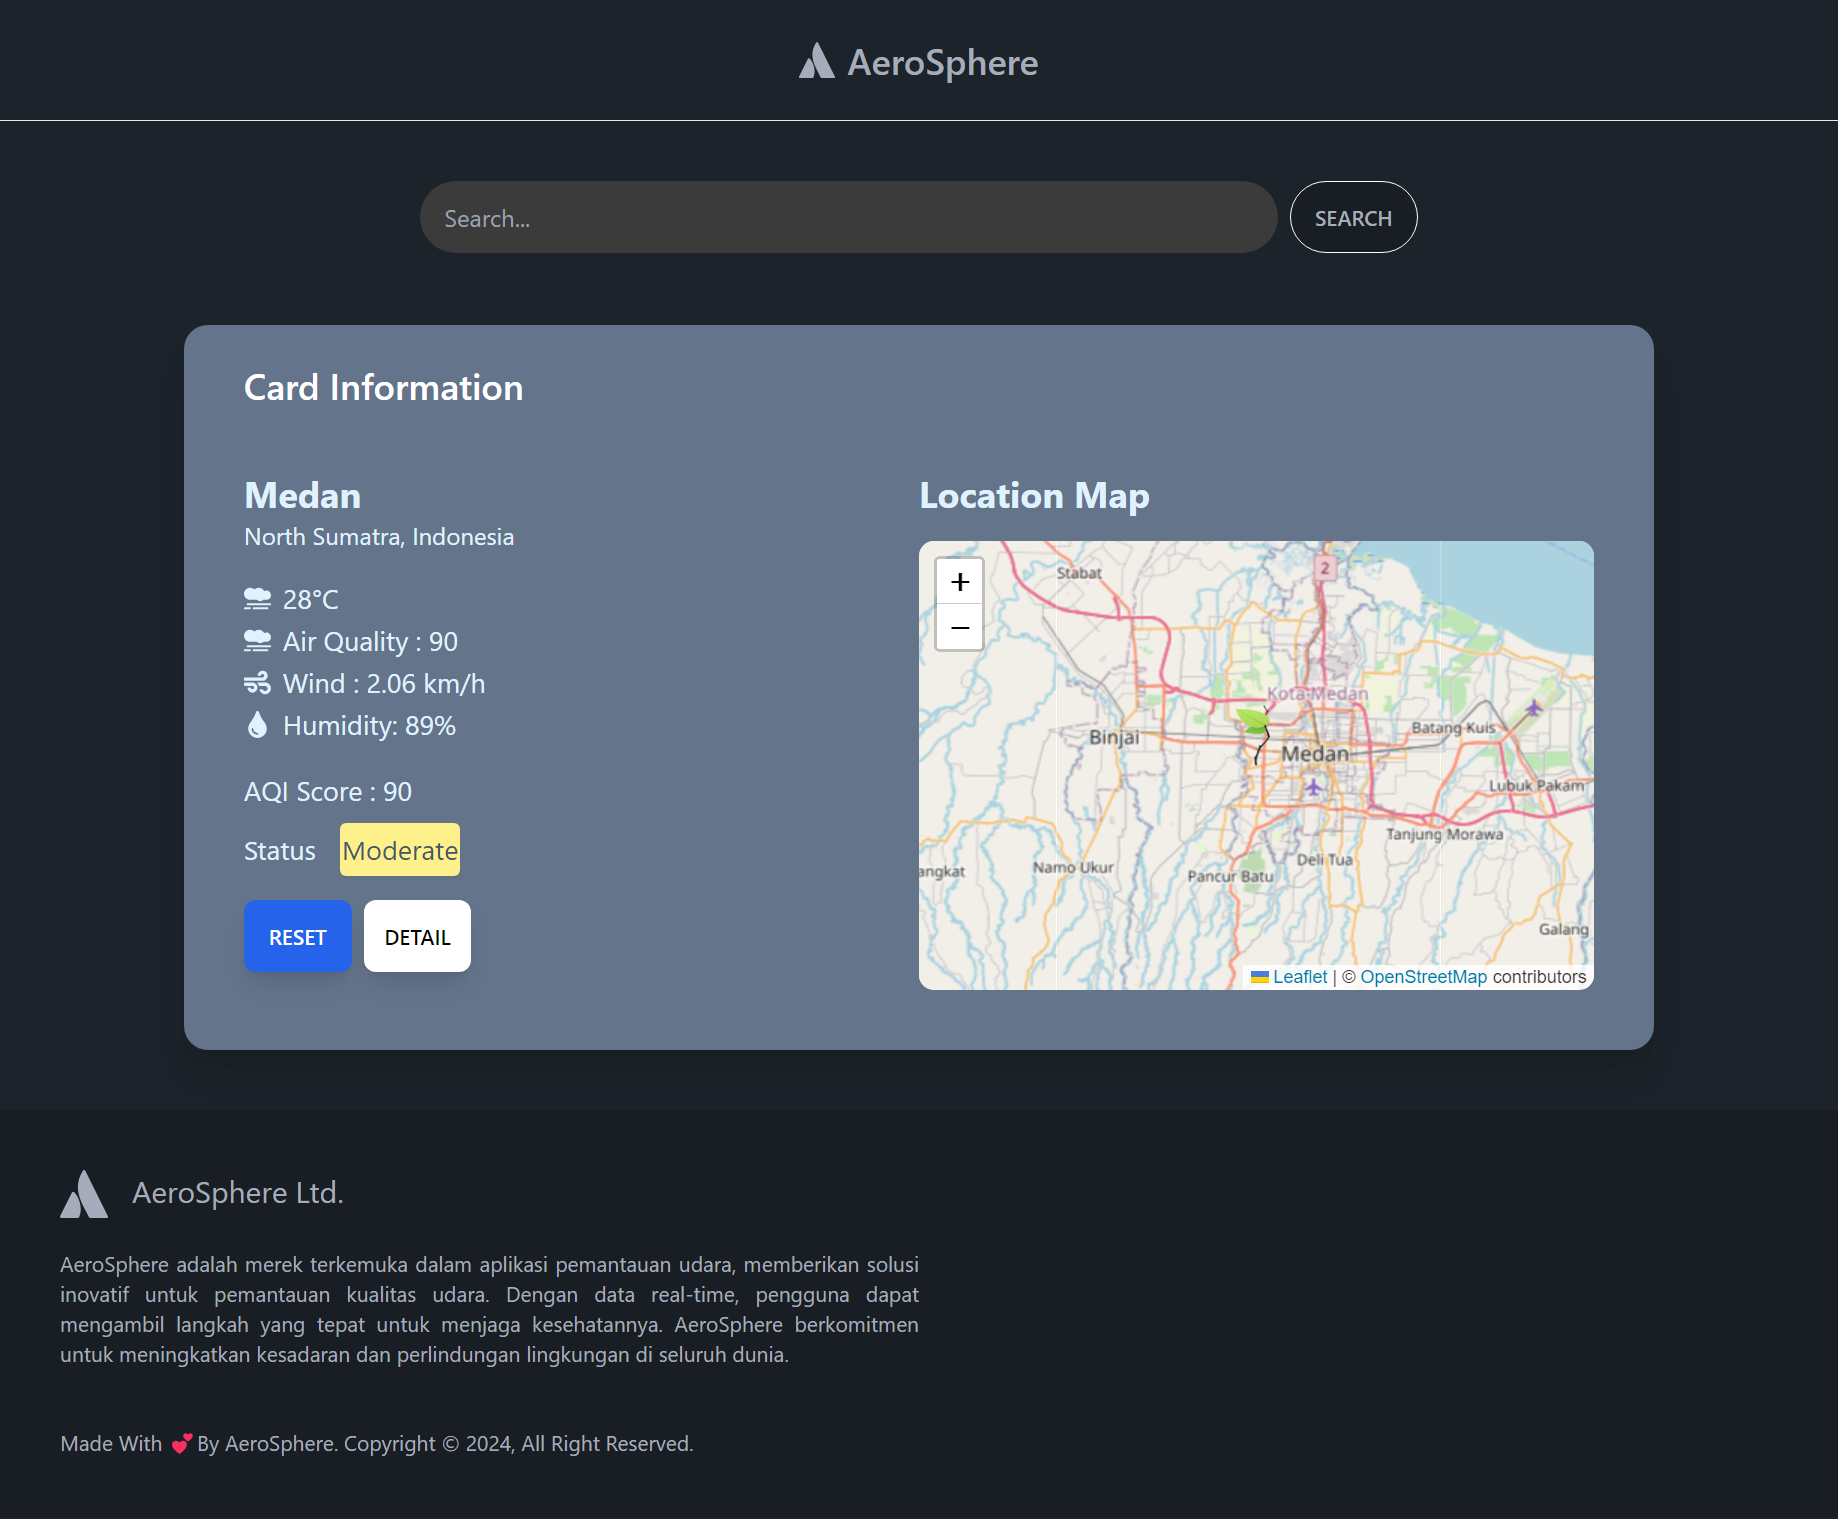 AeroSphere
Search...
SEARCH
Card Information
Medan
North Sumatra, Indonesia
28°C
Air Quality : 90
Wind : 2.06 km/h
Humidity: 89%
AQI Score : 90
Status
Moderate
RESET
DETAIL
Location Map
+
−
Stabat
2
Kota Medan
Binjai
Medan
Batang Kuis
Lubuk Pakam
Tanjung Morawa
Deli Tua
Namo Ukur
Pancur Batu
angkat
Galang
Leaflet | © OpenStreetMap contributors
AeroSphere Ltd.
AeroSphere adalah merek terkemuka dalam aplikasi pemantauan udara, memberikan solusi
inovatif untuk pemantauan kualitas udara. Dengan data real-time, pengguna dapat
mengambil langkah yang tepat untuk menjaga kesehatannya. AeroSphere berkomitmen
untuk meningkatkan kesadaran dan perlindungan lingkungan di seluruh dunia.
Made With 💕 By AeroSphere. Copyright © 2024, All Right Reserved.